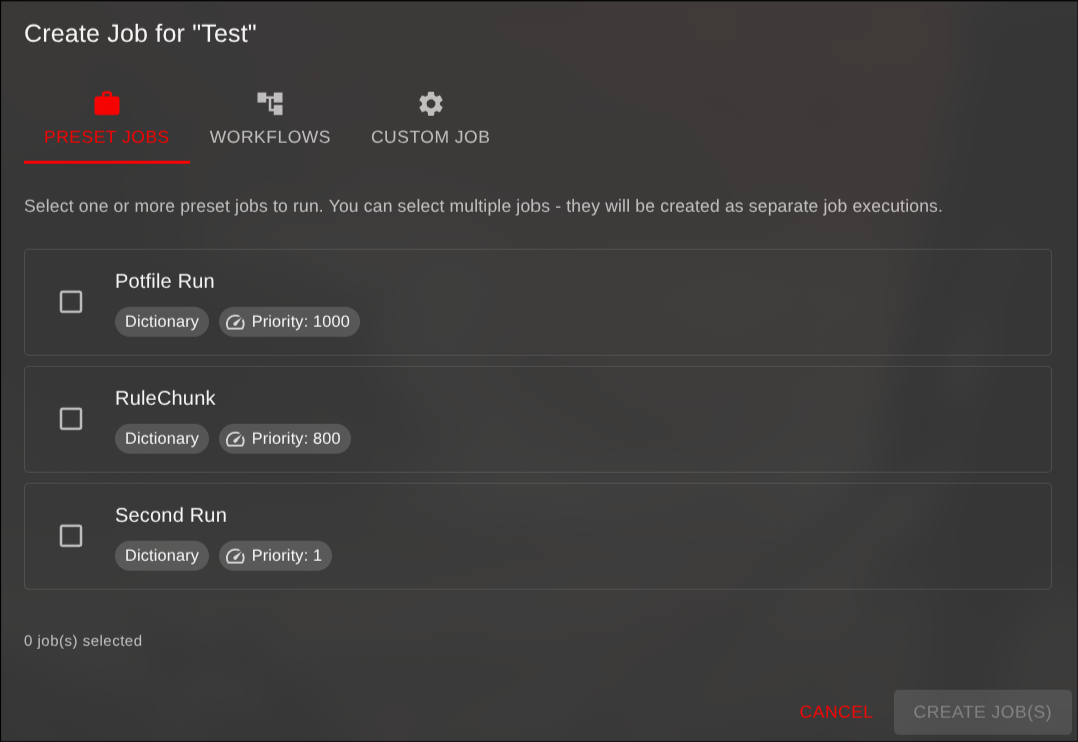 Create Job for "Test"
PRESET JOBS WORKFLOWS CUSTOM JOB
Select one or more preset jobs to run. You can select multiple jobs - they will be created as separate job executions.
Potfile Run
Dictionary Priority: 1000
RuleChunk
Dictionary Priority: 800
Second Run
Dictionary Priority: 1
0 job(s) selected
CANCEL CREATE JOB(S)